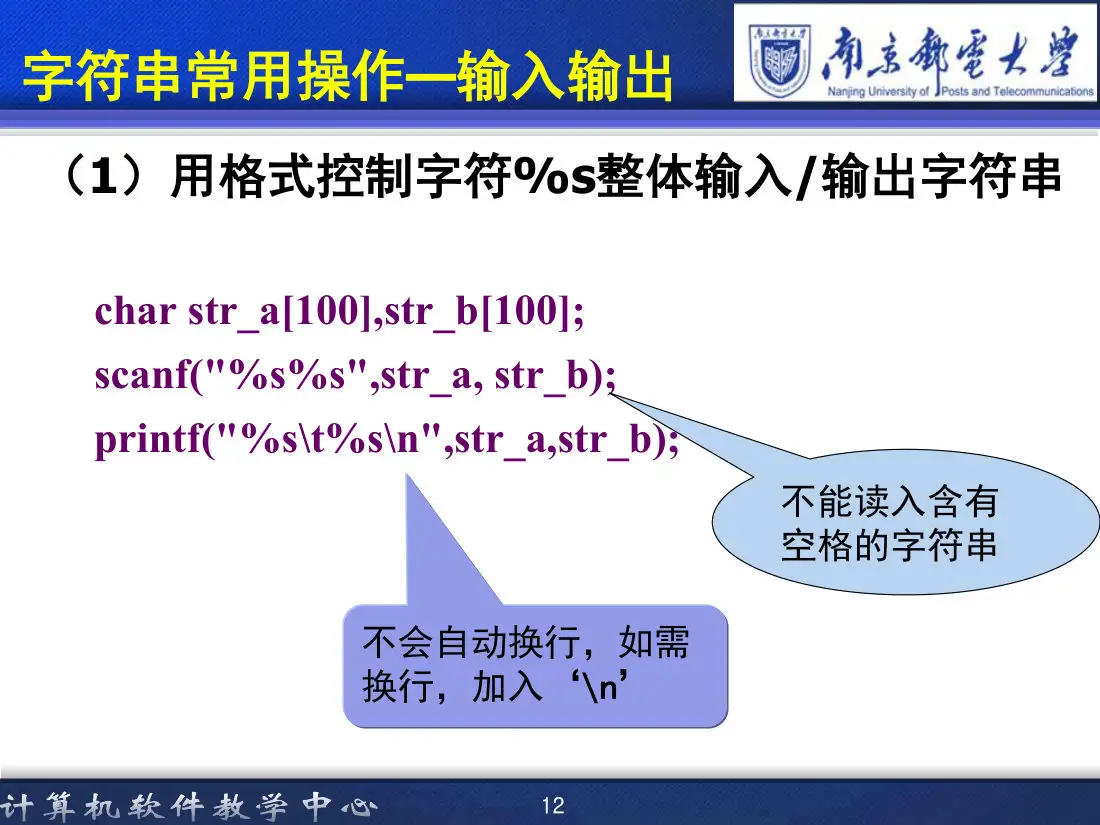 字符串常用操作—输入输出
南京邮电大学
Nanjing University of Posts and Telecommunications
（1）用格式控制字符%s整体输入/输出字符串
char str_a[100],str_b[100];
scanf("%s%s",str_a, str_b);
printf("%s\t%s\n",str_a,str_b);
不能读入含有
空格的字符串
不会自动换行，如需
换行，加入‘\n’
计算机软件教学中心
12